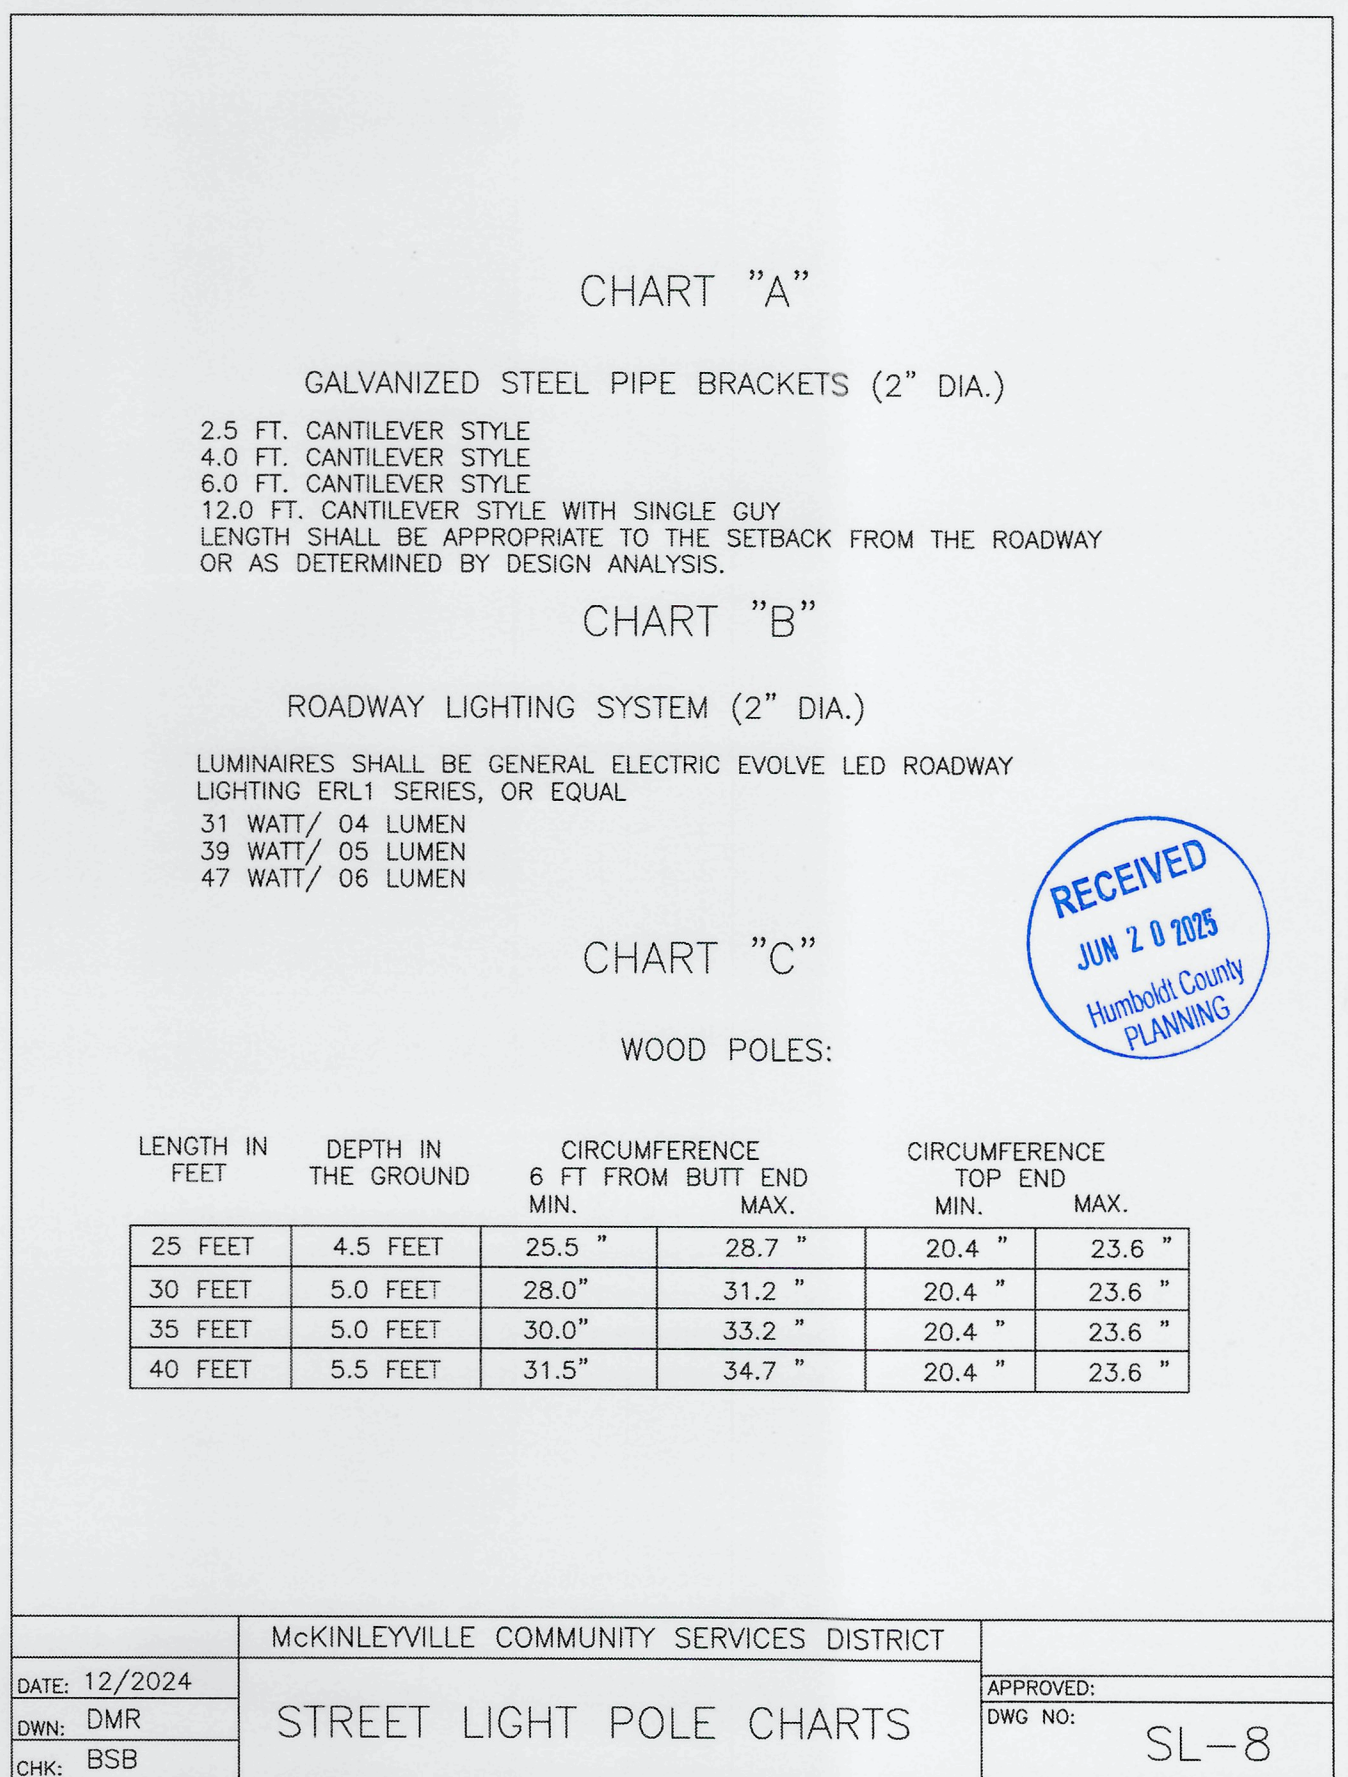 CHART "A"
GALVANIZED STEEL PIPE BRACKETS (2" DIA.)
2.5 FT. CANTILEVER STYLE
4.0 FT. CANTILEVER STYLE
6.0 FT. CANTILEVER STYLE
12.0 FT. CANTILEVER STYLE WITH SINGLE GUY
LENGTH SHALL BE APPROPRIATE TO THE SETBACK FROM THE ROADWAY
OR AS DETERMINED BY DESIGN ANALYSIS.
CHART "B"
ROADWAY LIGHTING SYSTEM (2" DIA.)
LUMINAIRES SHALL BE GENERAL ELECTRIC EVOLVE LED ROADWAY
LIGHTING ERL1 SERIES, OR EQUAL
31 WATT/ 04 LUMEN
39 WATT/ 05 LUMEN
47 WATT/ 06 LUMEN
RECEIVED
JUN 20 2025
Humboldt County
PLANNING
CHART "C"
WOOD POLES:
LENGTH IN FEET DEPTH IN THE GROUND CIRCUMFERENCE 6 FT FROM BUTT END CIRCUMFERENCE TOP END
MIN. MAX. MIN. MAX.
25 FEET 4.5 FEET 25.5 " 28.7 " 20.4 " 23.6 "
30 FEET 5.0 FEET 28.0" 31.2 " 20.4 " 23.6 "
35 FEET 5.0 FEET 30.0" 33.2 " 20.4 " 23.6 "
40 FEET 5.5 FEET 31.5" 34.7 " 20.4 " 23.6 "
McKINLEYVILLE COMMUNITY SERVICES DISTRICT
DATE: 12/2024
DWN: DMR
CHK: BSB
STREET LIGHT POLE CHARTS
APPROVED:
DWG NO:
SL-8